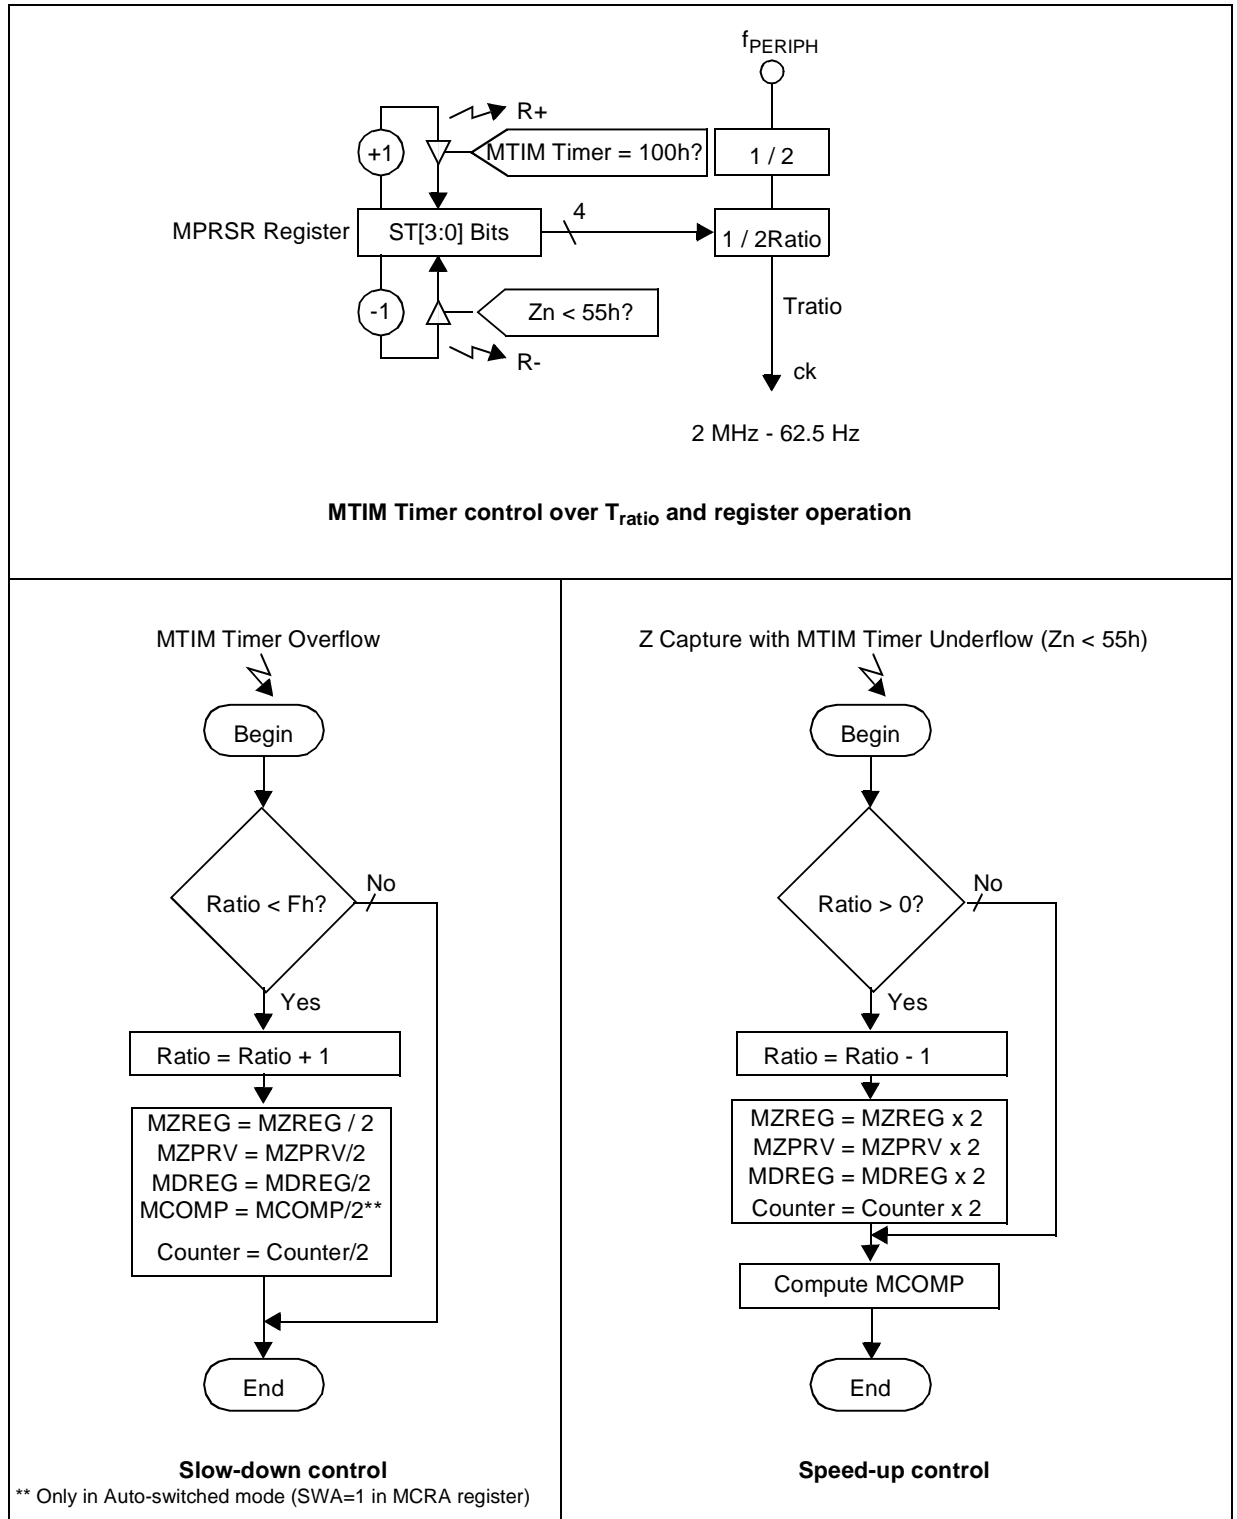 fPERIPH
R+
+1
MTIM Timer = 100h?
1 / 2
4
MPRSR Register
ST[3:0] Bits
1 / 2Ratio
-1
Zn < 55h?
Tratio
R-
ck
2 MHz - 62.5 Hz
MTIM Timer control over Tratio and register operation
MTIM Timer Overflow
Begin
Ratio < Fh?
No
Yes
Ratio = Ratio + 1
MZREG = MZREG / 2
MZPRV = MZPRV/2
MDREG = MDREG/2
MCOMP = MCOMP/2**
Counter = Counter/2
End
Slow-down control
** Only in Auto-switched mode (SWA=1 in MCRA register)
Z Capture with MTIM Timer Underflow (Zn < 55h)
Begin
Ratio > 0?
No
Yes
Ratio = Ratio - 1
MZREG = MZREG x 2
MZPRV = MZPRV x 2
MDREG = MDREG x 2
Counter = Counter x 2
Compute MCOMP
End
Speed-up control